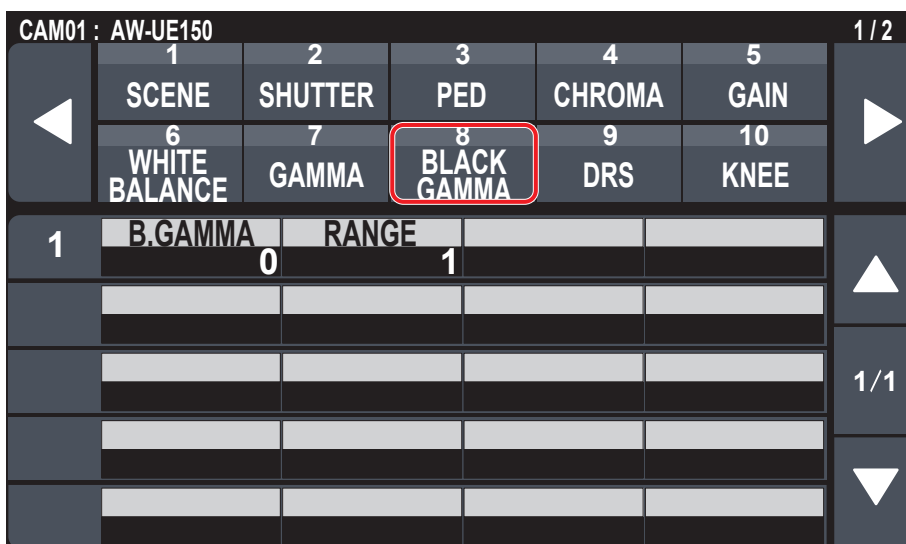 CAM01 : AW-UE150 1 / 2
1 2 3 4 5
SCENE SHUTTER PED CHROMA GAIN
6 7 8 9 10
WHITE BALANCE GAMMA BLACK GAMMA DRS KNEE
1 B.GAMMA RANGE
0 1
1/1